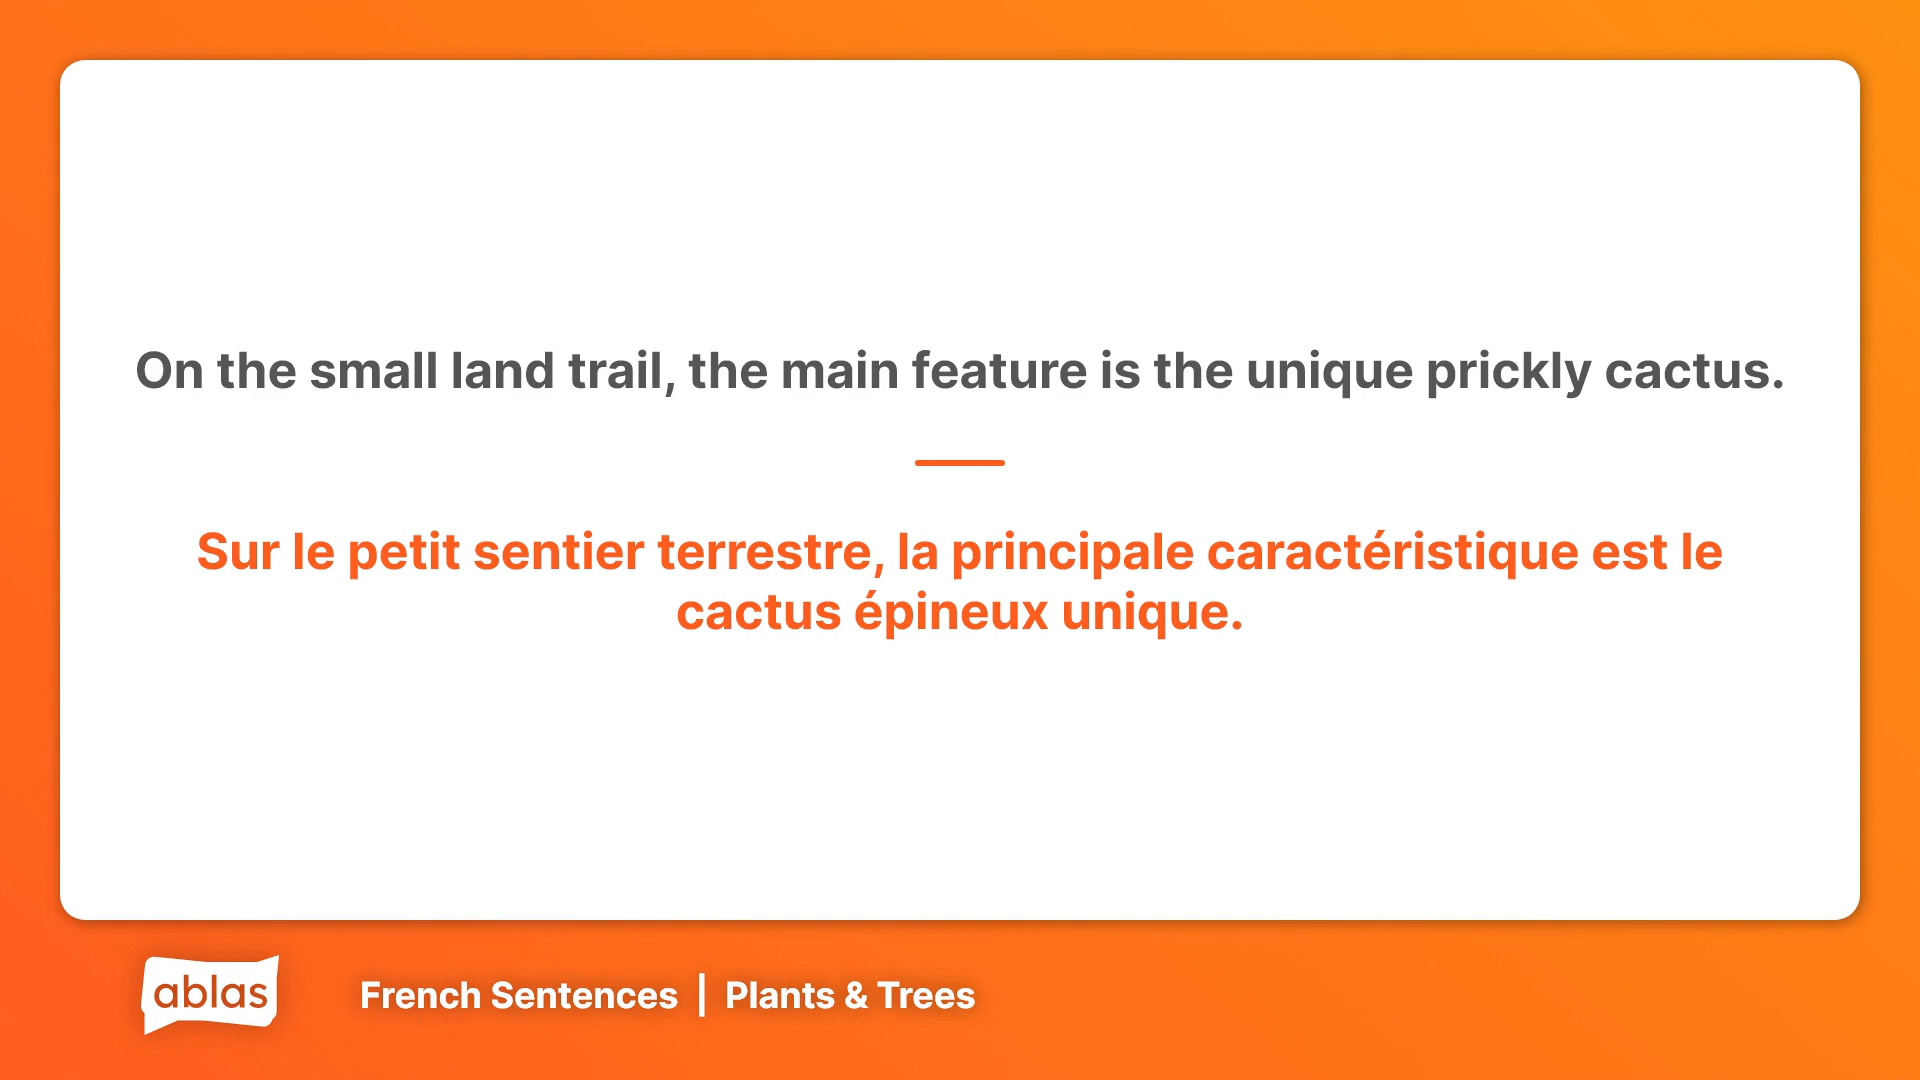 On the small land trail, the main feature is the unique prickly cactus.
Sur le petit sentier terrestre, la principale caractéristique est le
cactus épineux unique.
ablas
French Sentences | Plants & Trees